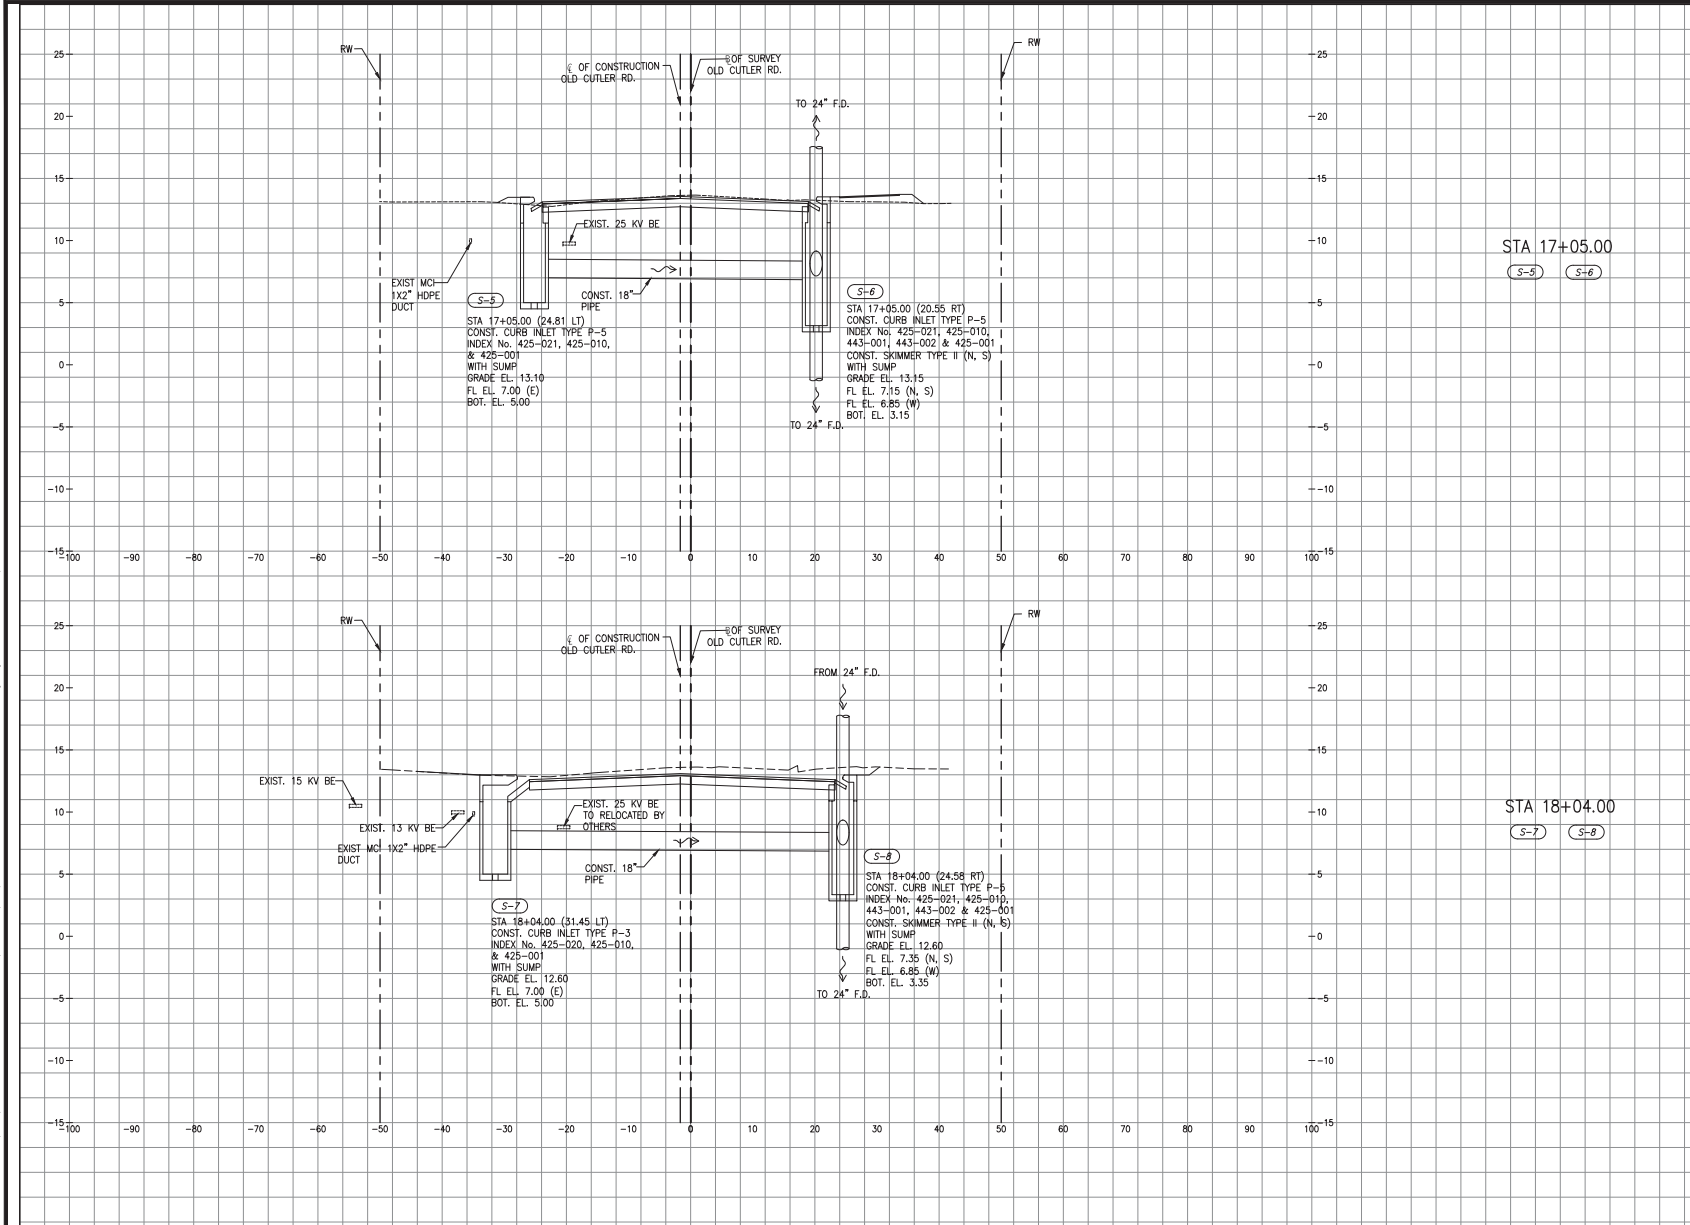 RW
℄ OF CONSTRUCTION
OLD CUTLER RD.
OF SURVEY
OLD CUTLER RD.
RW
TO 24" F.D.
25
20
15
10
5
0
-5
-10
-15
25
20
15
10
5
0
-5
-10
-15
EXIST. 25 KV BE
EXIST MCI
1X2" HDPE
DUCT
CONST. 18"
PIPE
S-5
STA 17+05.00 (24.81 LT)
CONST. CURB INLET TYPE P-5
INDEX No. 425-021, 425-010,
& 425-001
WITH SUMP
GRADE EL. 13.10
FL EL. 7.00 (E)
BOT. EL. 5.00
S-6
STA 17+05.00 (20.55 RT)
CONST. CURB INLET TYPE P-5
INDEX No. 425-021, 425-010,
443-001, 443-002 & 425-001
CONST. SKIMMER TYPE II (N, S)
WITH SUMP
GRADE EL. 13.15
FL EL. 7.15 (N, S)
FL EL. 6.85 (W)
BOT. EL. 3.15
TO 24" F.D.
STA 17+05.00
S-5 S-6
-100 -90 -80 -70 -60 -50 -40 -30 -20 -10 0 10 20 30 40 50 60 70 80 90 100
RW
℄ OF CONSTRUCTION
OLD CUTLER RD.
OF SURVEY
OLD CUTLER RD.
RW
FROM 24" F.D.
25
20
15
10
5
0
-5
-10
-15
25
20
15
10
5
0
-5
-10
-15
EXIST. 15 KV BE
EXIST. 13 KV BE
EXIST MCI 1X2" HDPE
DUCT
EXIST. 25 KV BE
TO RELOCATED BY
OTHERS
CONST. 18"
PIPE
S-7
STA 18+04.00 (31.45 LT)
CONST. CURB INLET TYPE P-3
INDEX No. 425-020, 425-010,
& 425-001
WITH SUMP
GRADE EL. 12.60
FL EL. 7.00 (E)
BOT. EL. 5.00
S-8
STA 18+04.00 (24.58 RT)
CONST. CURB INLET TYPE P-5
INDEX No. 425-021, 425-010,
443-001, 443-002 & 425-001
CONST. SKIMMER TYPE II (N, S)
WITH SUMP
GRADE EL. 12.60
FL EL. 7.35 (N, S)
FL EL. 6.85 (W)
BOT. EL. 3.35
TO 24" F.D.
STA 18+04.00
S-7 S-8
-100 -90 -80 -70 -60 -50 -40 -30 -20 -10 0 10 20 30 40 50 60 70 80 90 100